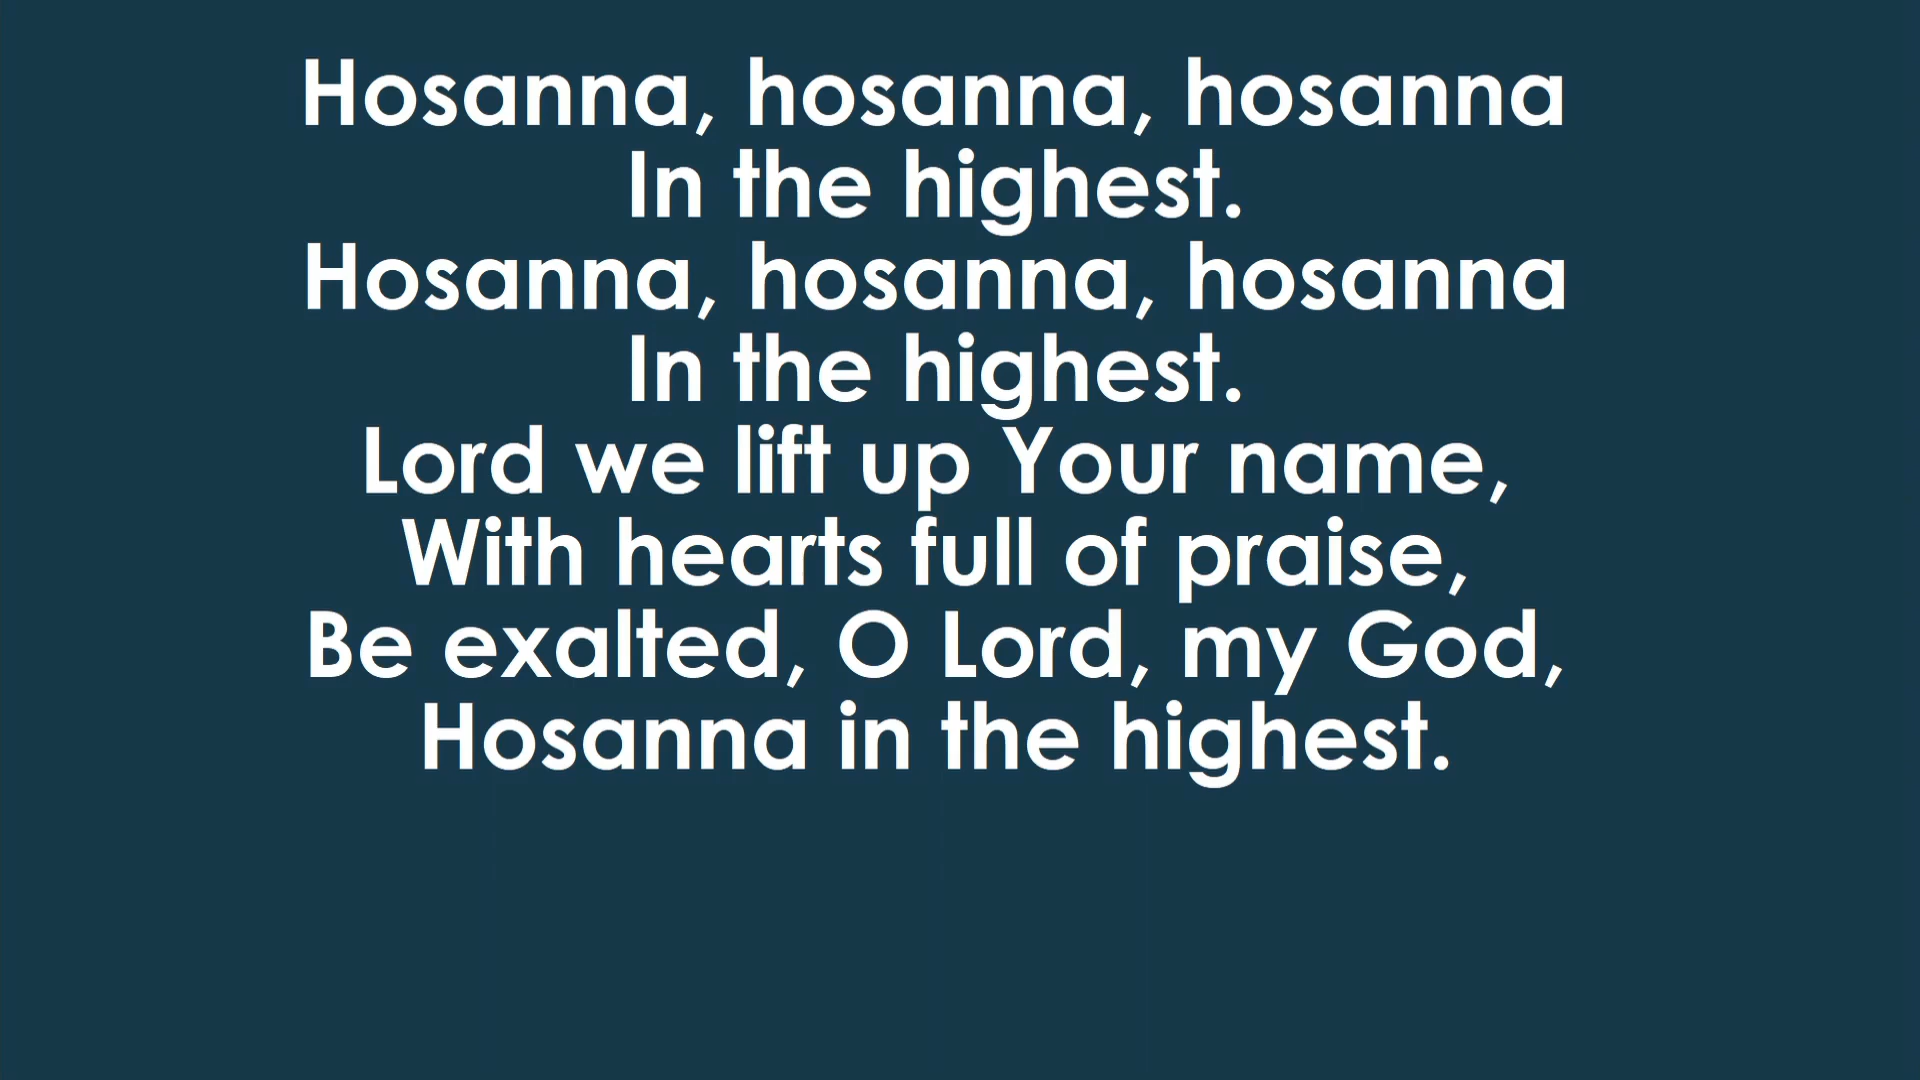 Hosanna, hosanna, hosanna
In the highest.
Hosanna, hosanna, hosanna
In the highest.
Lord we lift up Your name,
With hearts full of praise,
Be exalted, O Lord, my God,
Hosanna in the highest.